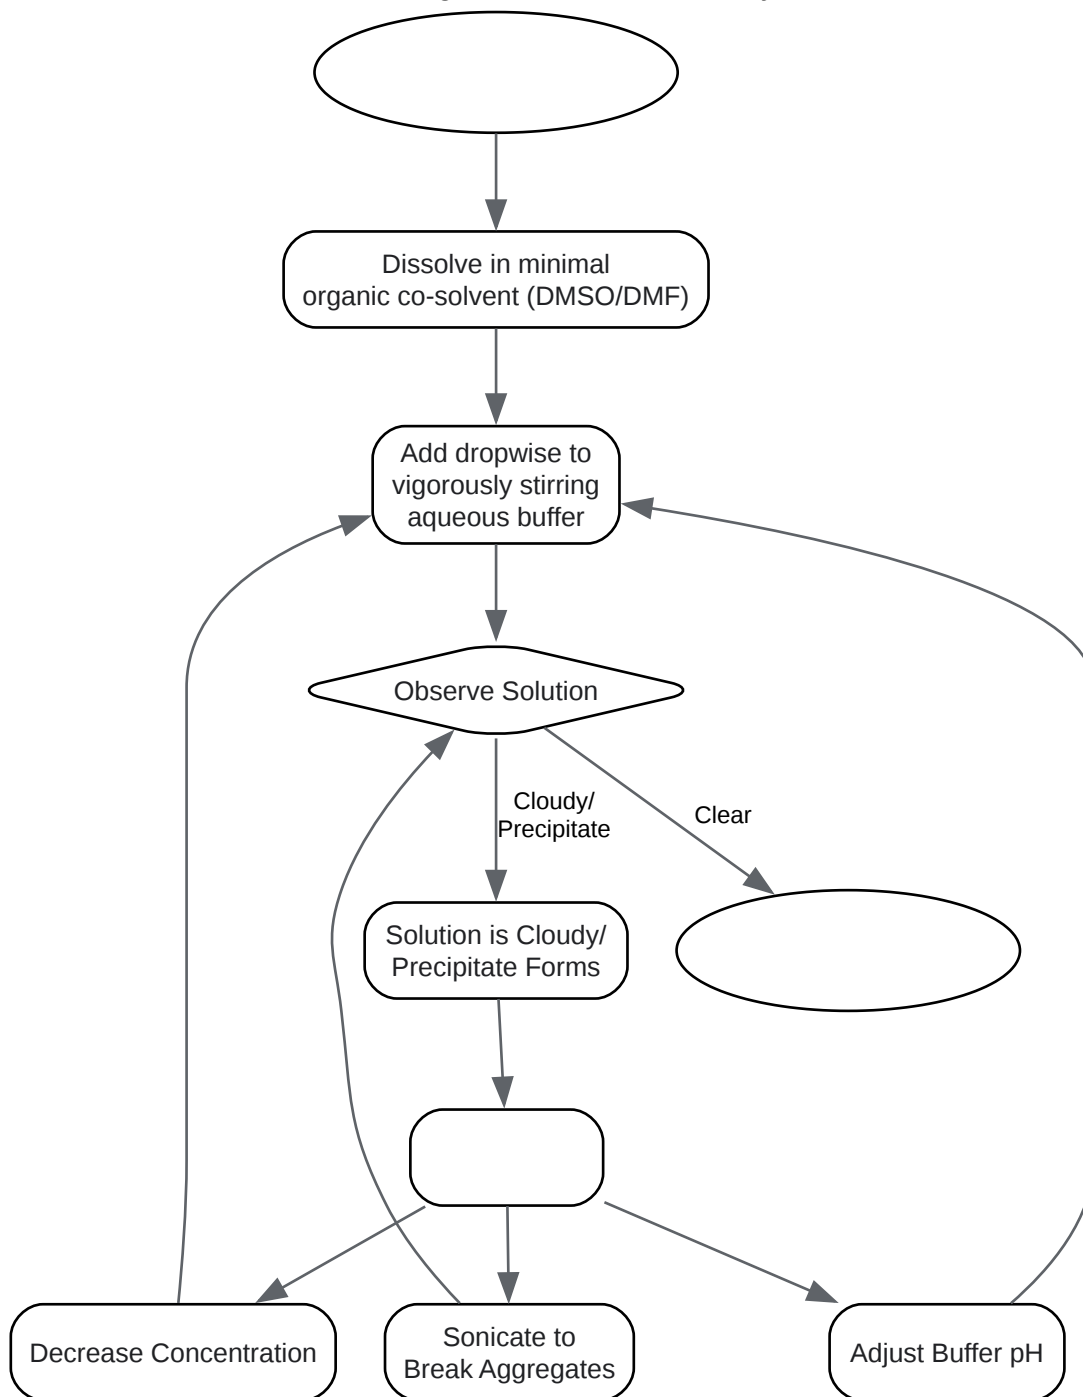 Dissolve in minimal
organic co-solvent (DMSO/DMF)
Add dropwise to
vigorously stirring
aqueous buffer
Observe Solution
Cloudy/
Precipitate
Clear
Solution is Cloudy/
Precipitate Forms
Decrease Concentration
Sonicate to
Break Aggregates
Adjust Buffer pH